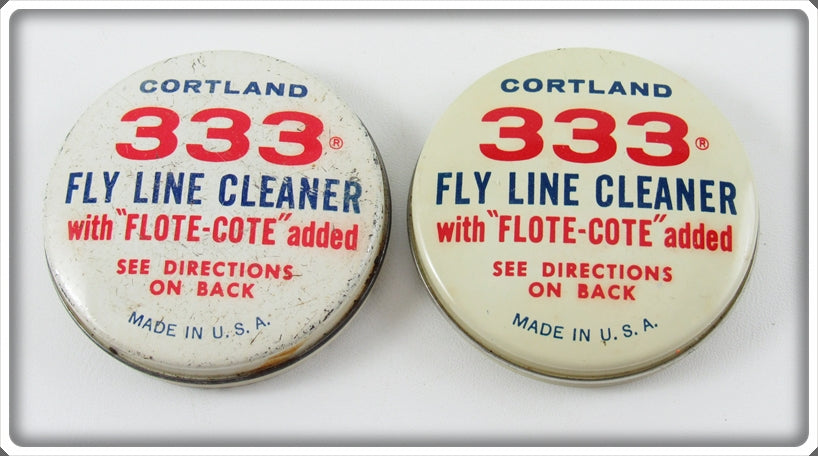 CORTLAND
333®
FLY LINE CLEANER
with "FLOTE-COTE" added
SEE DIRECTIONS
ON BACK
MADE IN U.S.A.
CORTLAND
333®
FLY LINE CLEANER
with "FLOTE-COTE" added
SEE DIRECTIONS
ON BACK
MADE IN U.S.A.